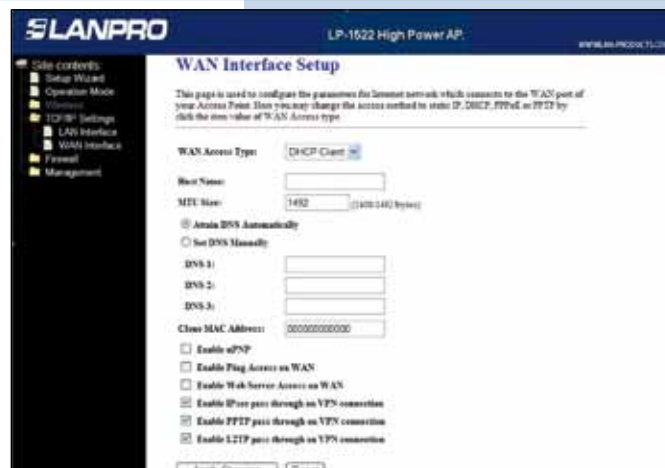 LANPRO
LP-1522 High Power AP.
Site contents:
Setup Wizard
Operation Mode
Wireless
TCP/IP Settings
LAN Interface
WAN Interface
Firewall
Management
WAN Interface Setup
This page is used to configure the parameters for Internet network which connects to the WAN port of
your Access Point. Here you may change the access method to static IP, DHCP, PPPoE or PPTP by
click the item value of WAN Access type.
WAN Access Type: DHCP Client
Host Name:
MTU Size: 1492 (1400-1492 bytes)
Attain DNS Automatically
Set DNS Manually
DNS 1:
DNS 2:
DNS 3:
Clone MAC Address: 000000000000
Enable uPNP
Enable Ping Access on WAN
Enable Web Server Access on WAN
Enable IPsec pass through on VPN connection
Enable PPTP pass through on VPN connection
Enable L2TP pass through on VPN connection